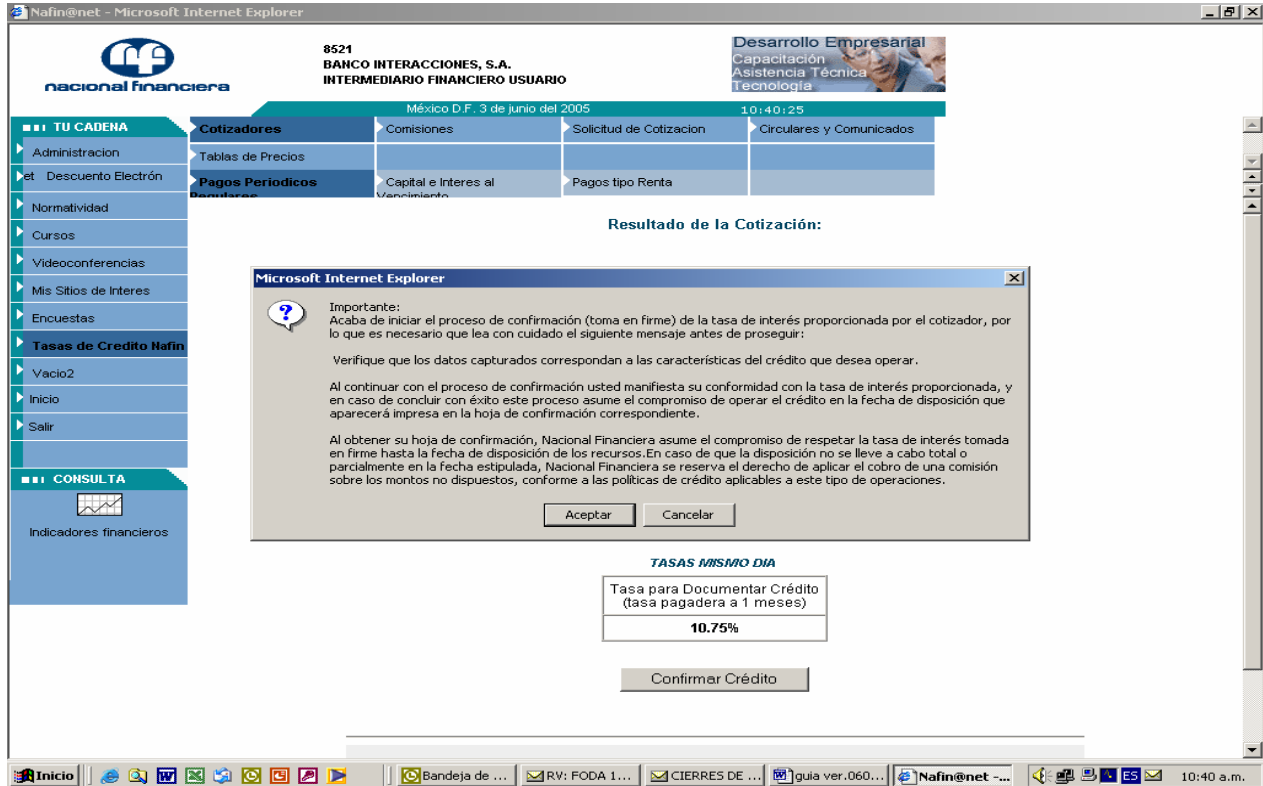 Nafin@net - Microsoft Internet Explorer
nacional financiera
8521
BANCO INTERACCIONES, S.A.
INTERMEDIARIO FINANCIERO USUARIO
Desarrollo Empresarial
Capacitación
Asistencia Técnica
Tecnología
México D.F. 3 de junio del 2005
10:40:25
TU CADENA
Administracion
et Descuento Electrón
Normatividad
Cursos
Videoconferencias
Mis Sitios de Interes
Encuestas
Tasas de Credito Nafin
Vacio2
Inicio
Salir
CONSULTA
Indicadores financieros
Cotizadores
Comisiones
Solicitud de Cotizacion
Circulares y Comunicados
Tablas de Precios
Pagos Periodicos
Regulares
Capital e Interes al
Vencimiento
Pagos tipo Renta
Resultado de la Cotización:
Microsoft Internet Explorer
Importante:
Acaba de iniciar el proceso de confirmación (toma en firme) de la tasa de interés proporcionada por el cotizador, por
lo que es necesario que lea con cuidado el siguiente mensaje antes de proseguir:
Verifique que los datos capturados correspondan a las características del crédito que desea operar.
Al continuar con el proceso de confirmación usted manifiesta su conformidad con la tasa de interés proporcionada, y
en caso de concluir con éxito este proceso asume el compromiso de operar el crédito en la fecha de disposición que
aparecerá impresa en la hoja de confirmación correspondiente.
Al obtener su hoja de confirmación, Nacional Financiera asume el compromiso de respetar la tasa de interés tomada
en firme hasta la fecha de disposición de los recursos.En caso de que la disposición no se lleve a cabo total o
parcialmente en la fecha estipulada, Nacional Financiera se reserva el derecho de aplicar el cobro de una comisión
sobre los montos no dispuestos, conforme a las políticas de crédito aplicables a este tipo de operaciones.
Aceptar
Cancelar
TASAS MISMO DIA
Tasa para Documentar Crédito
(tasa pagadera a 1 meses)
10.75%
Confirmar Crédito
Inicio
Bandeja de ...
RV: FODA 1...
CIERRES DE ...
guia ver.060...
Nafin@net -...
ES
10:40 a.m.